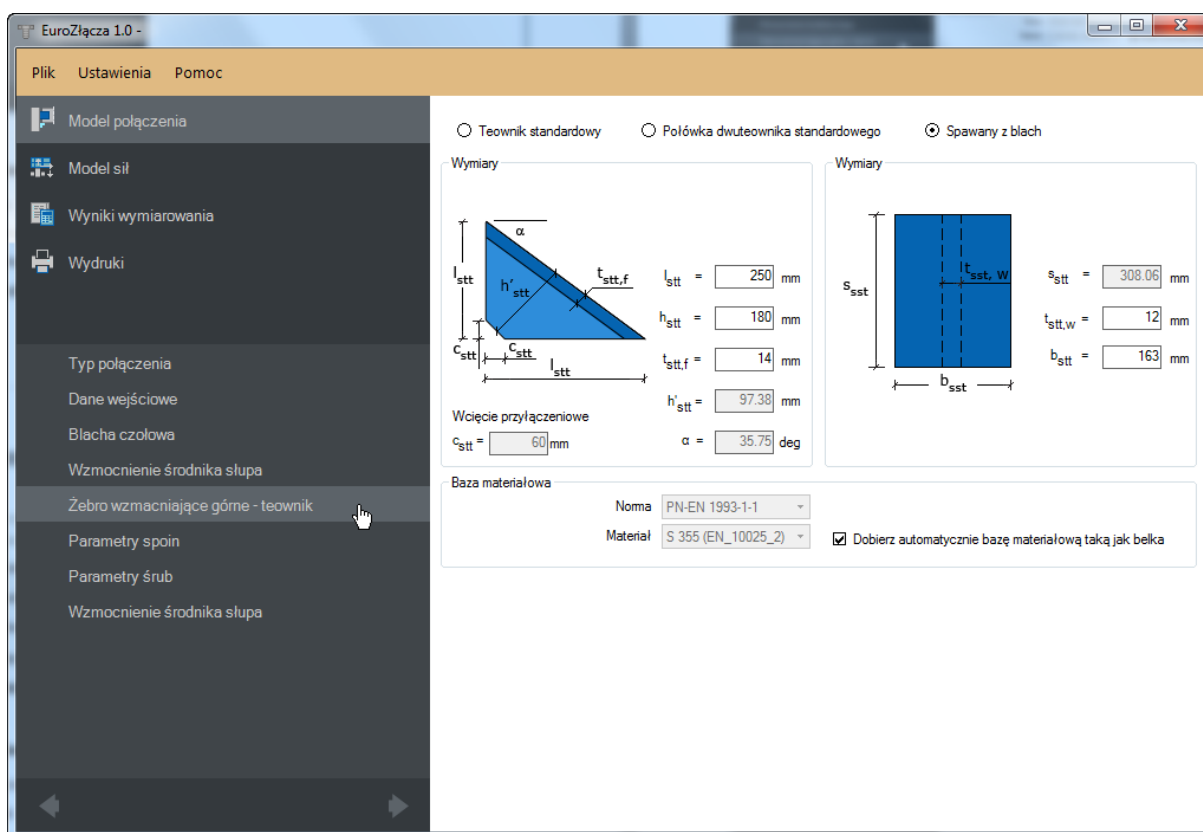 EuroZłącza 1.0 -
Plik Ustawienia Pomoc
Model połączenia
Model sił
Wyniki wymiarowania
Wydruki
Typ połączenia
Dane wejściowe
Blacha czołowa
Wzmocnienie środnika słupa
Żebro wzmacniające górne - teownik
Parametry spoin
Parametry śrub
Wzmocnienie środnika słupa
Teownik standardowy Połówka dwuteownika standardowego Spawany z blach
Wymiary
α
lstt
h'stt
tstt,f
cstt
cstt
lstt
lstt = 250 mm
hstt = 180 mm
tstt,f = 14 mm
h'stt = 97.38 mm
α = 35.75 deg
Wcięcie przyłączeniowe
cstt = 60 mm
Wymiary
ssst
tsst, w
bsst
sstt = 308.06 mm
tstt,w = 12 mm
bstt = 163 mm
Baza materiałowa
Norma PN-EN 1993-1-1
Materiał S 355 (EN_10025_2)
Dobierz automatycznie bazę materiałową taką jak belka